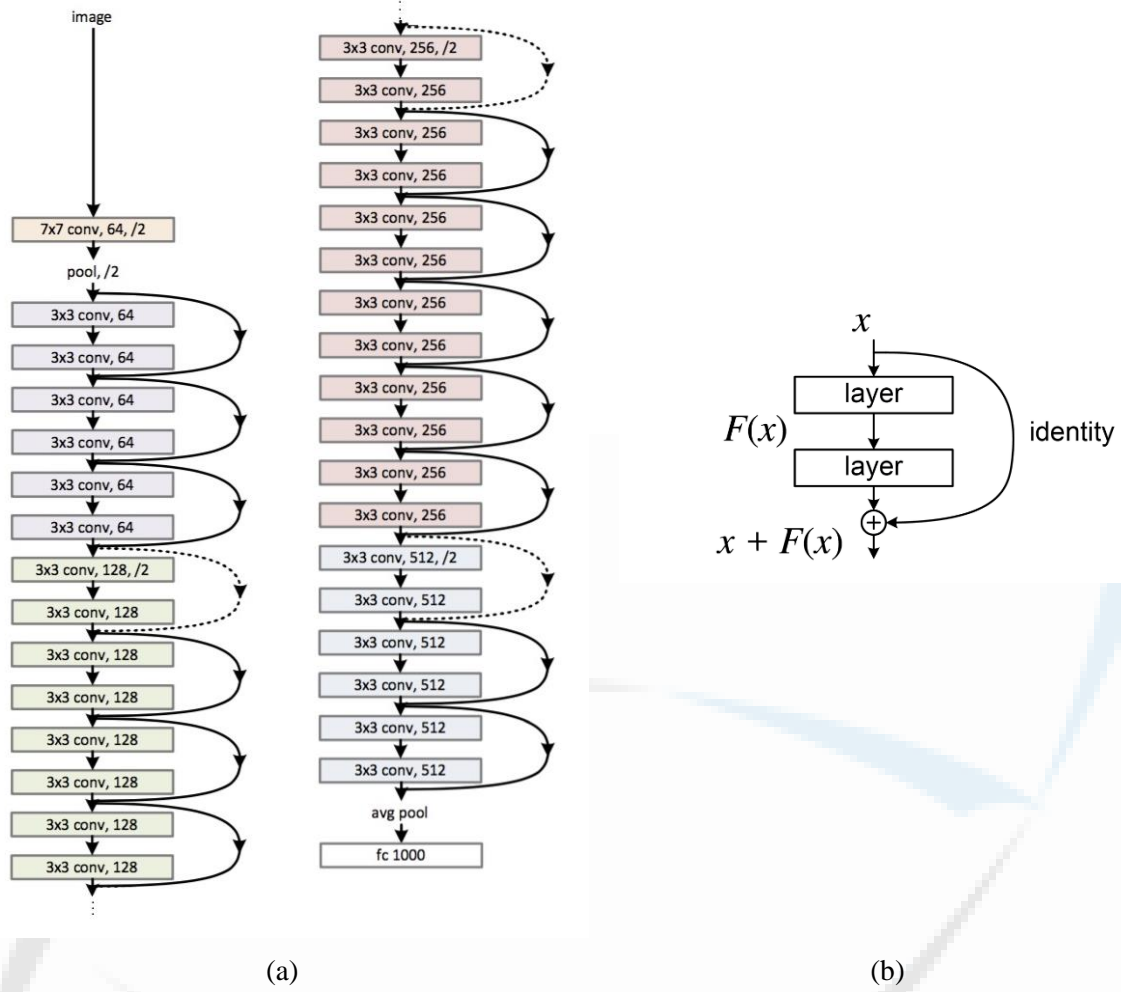 image
7x7 conv, 64, /2
pool, /2
3x3 conv, 64
3x3 conv, 64
3x3 conv, 64
3x3 conv, 64
3x3 conv, 64
3x3 conv, 64
3x3 conv, 128, /2
3x3 conv, 128
3x3 conv, 128
3x3 conv, 128
3x3 conv, 128
3x3 conv, 128
3x3 conv, 128
3x3 conv, 128
3x3 conv, 256, /2
3x3 conv, 256
3x3 conv, 256
3x3 conv, 256
3x3 conv, 256
3x3 conv, 256
3x3 conv, 256
3x3 conv, 256
3x3 conv, 256
3x3 conv, 256
3x3 conv, 256
3x3 conv, 256
3x3 conv, 512, /2
3x3 conv, 512
3x3 conv, 512
3x3 conv, 512
3x3 conv, 512
3x3 conv, 512
avg pool
fc 1000
(a)
x
layer
F(x)
identity
layer
x + F(x)
(b)